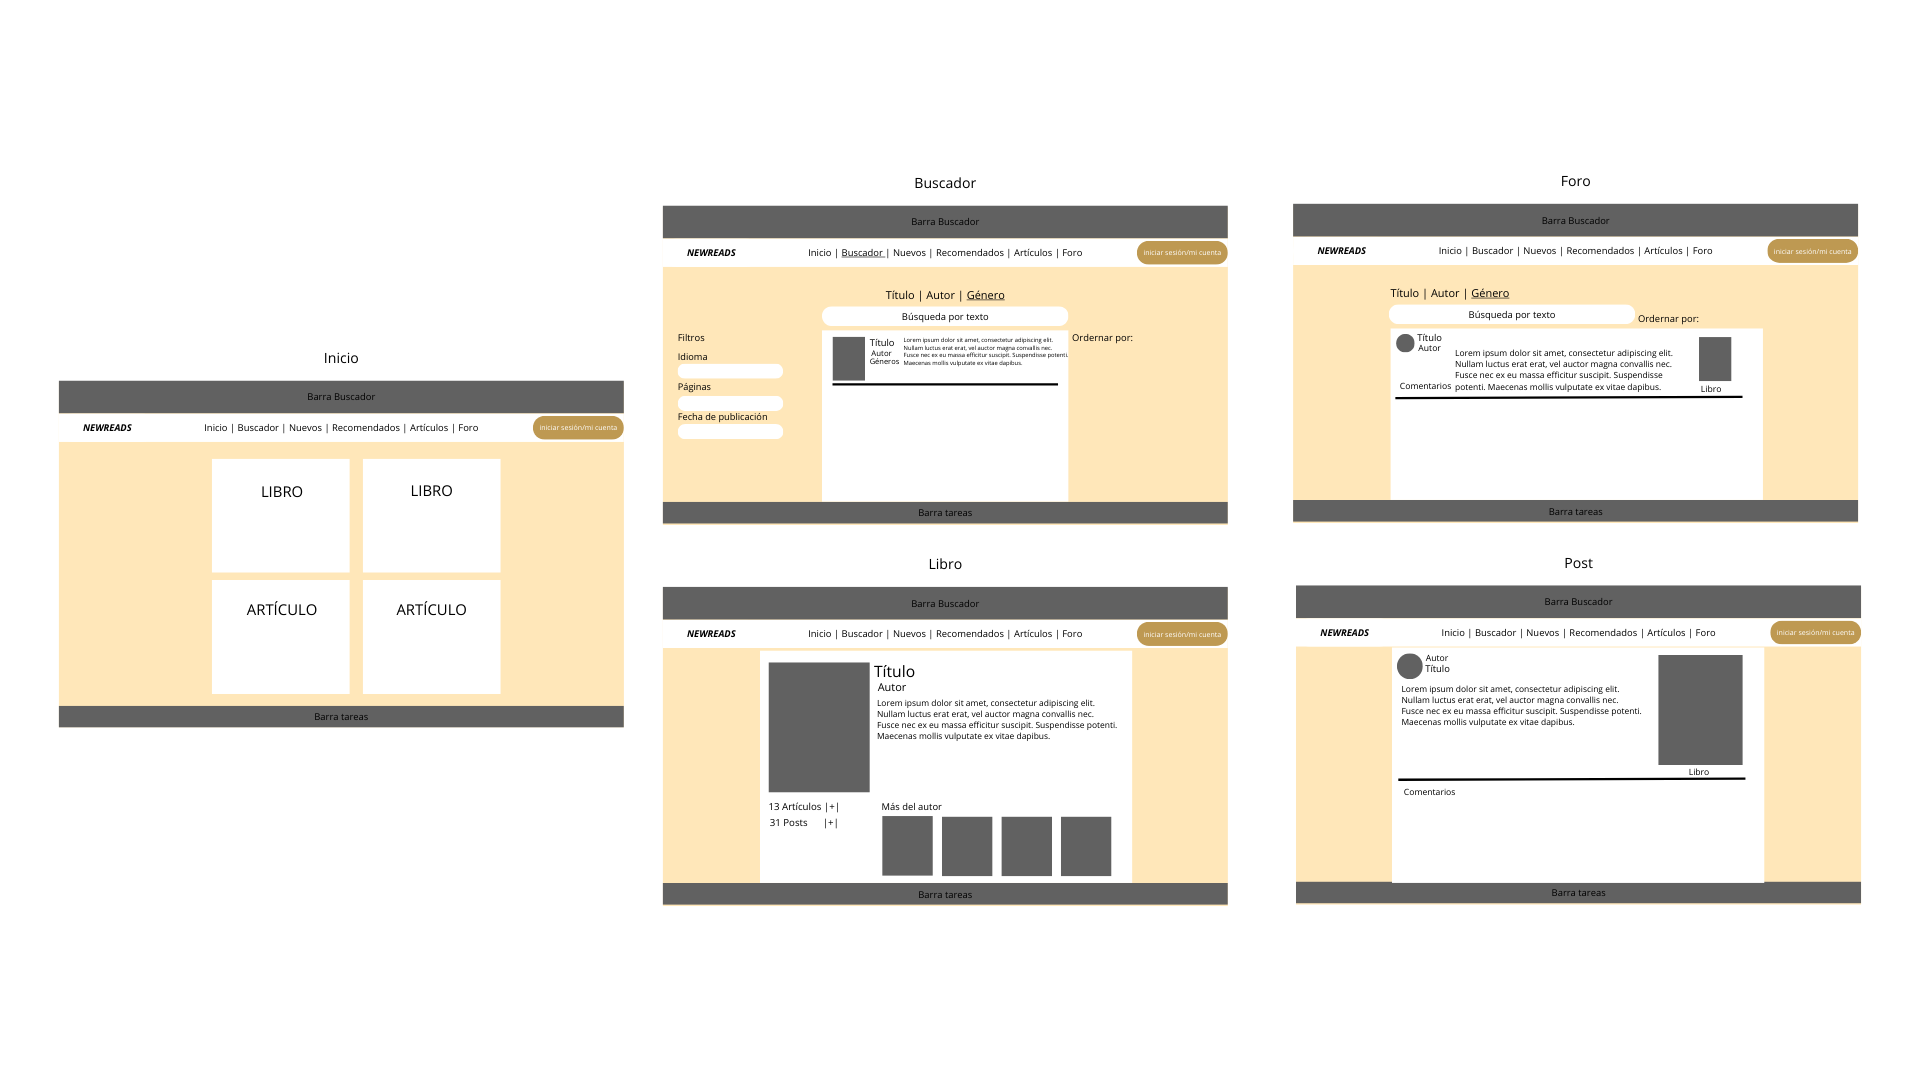 Inicio
Barra Buscador
NEWREADS
Inicio | Buscador | Nuevos | Recomendados | Artículos | Foro
iniciar sesión/mi cuenta
LIBRO
LIBRO
ARTÍCULO
ARTÍCULO
Barra tareas
Buscador
Barra Buscador
NEWREADS
Inicio | Buscador | Nuevos | Recomendados | Artículos | Foro
iniciar sesión/mi cuenta
Título | Autor | Género
Búsqueda por texto
Filtros
Idioma
Páginas
Fecha de publicación
Título
Autor
Géneros
Lorem ipsum dolor sit amet, consectetur adipiscing elit.
Nullam luctus erat erat, vel auctor magna convallis nec.
Fusce nec ex eu massa efficitur suscipit. Suspendisse potenti.
Maecenas mollis vulputate ex vitae dapibus.
Ordernar por:
Barra tareas
Foro
Barra Buscador
NEWREADS
Inicio | Buscador | Nuevos | Recomendados | Artículos | Foro
iniciar sesión/mi cuenta
Título | Autor | Género
Búsqueda por texto
Ordernar por:
Título
Autor
Comentarios
Lorem ipsum dolor sit amet, consectetur adipiscing elit.
Nullam luctus erat erat, vel auctor magna convallis nec.
Fusce nec ex eu massa efficitur suscipit. Suspendisse
potenti. Maecenas mollis vulputate ex vitae dapibus.
Libro
Barra tareas
Libro
Barra Buscador
NEWREADS
Inicio | Buscador | Nuevos | Recomendados | Artículos | Foro
iniciar sesión/mi cuenta
Título
Autor
Lorem ipsum dolor sit amet, consectetur adipiscing elit.
Nullam luctus erat erat, vel auctor magna convallis nec.
Fusce nec ex eu massa efficitur suscipit. Suspendisse potenti.
Maecenas mollis vulputate ex vitae dapibus.
13 Artículos |+|
31 Posts |+|
Más del autor
Barra tareas
Post
Barra Buscador
NEWREADS
Inicio | Buscador | Nuevos | Recomendados | Artículos | Foro
iniciar sesión/mi cuenta
Autor
Título
Lorem ipsum dolor sit amet, consectetur adipiscing elit.
Nullam luctus erat erat, vel auctor magna convallis nec.
Fusce nec ex eu massa efficitur suscipit. Suspendisse potenti.
Maecenas mollis vulputate ex vitae dapibus.
Libro
Comentarios
Barra tareas